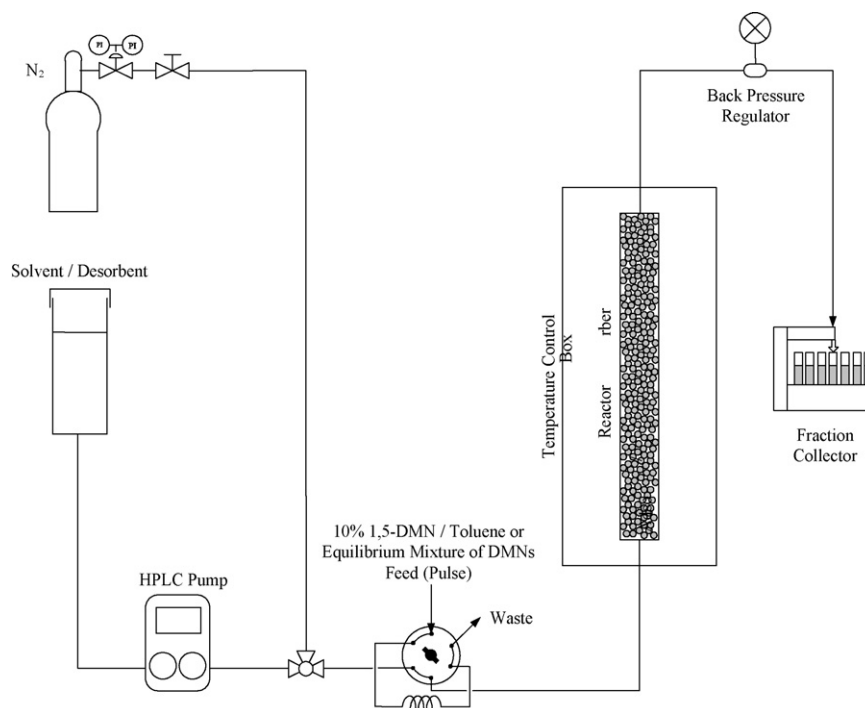 PI PI
N₂
Back Pressure
Regulator
Solvent / Desorbent
Temperature Control
Box
Reactor rber
Fraction
Collector
10% 1,5-DMN / Toluene or
Equilibrium Mixture of DMNs
Feed (Pulse)
HPLC Pump
Waste